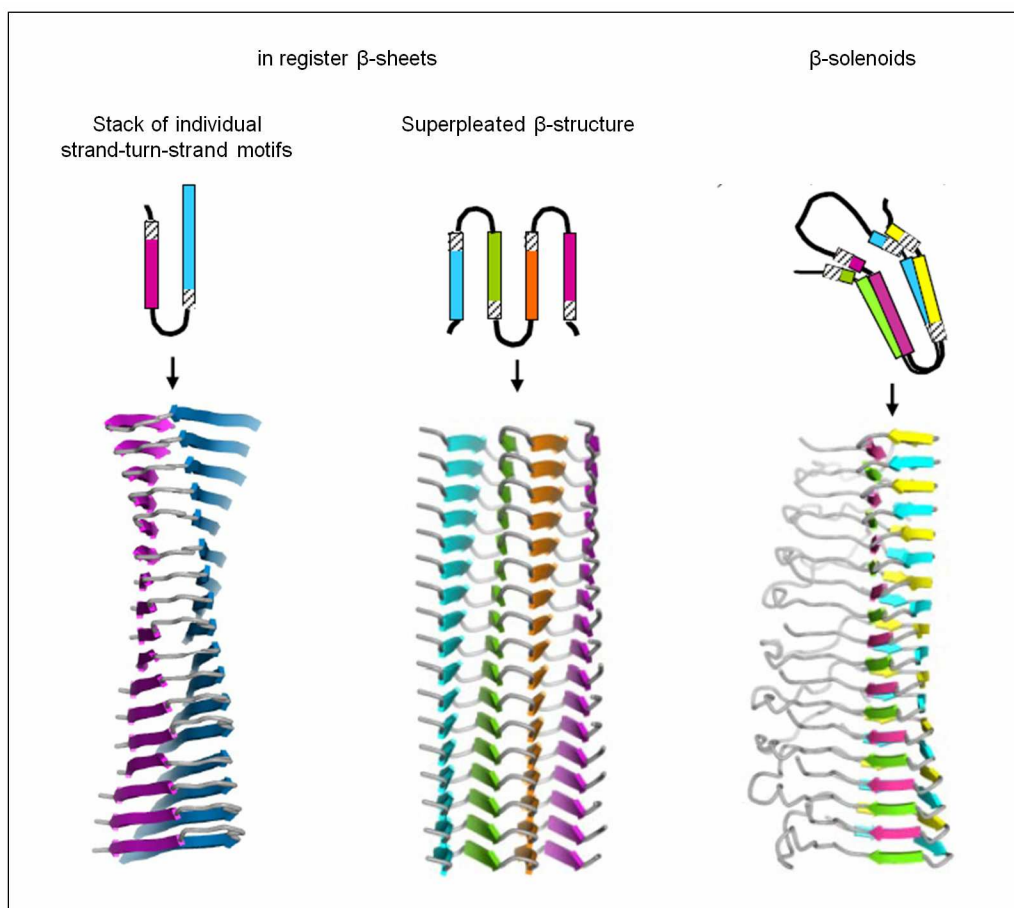 in register β-sheets
β-solenoids
Stack of individual
strand-turn-strand motifs
Superpleated β-structure